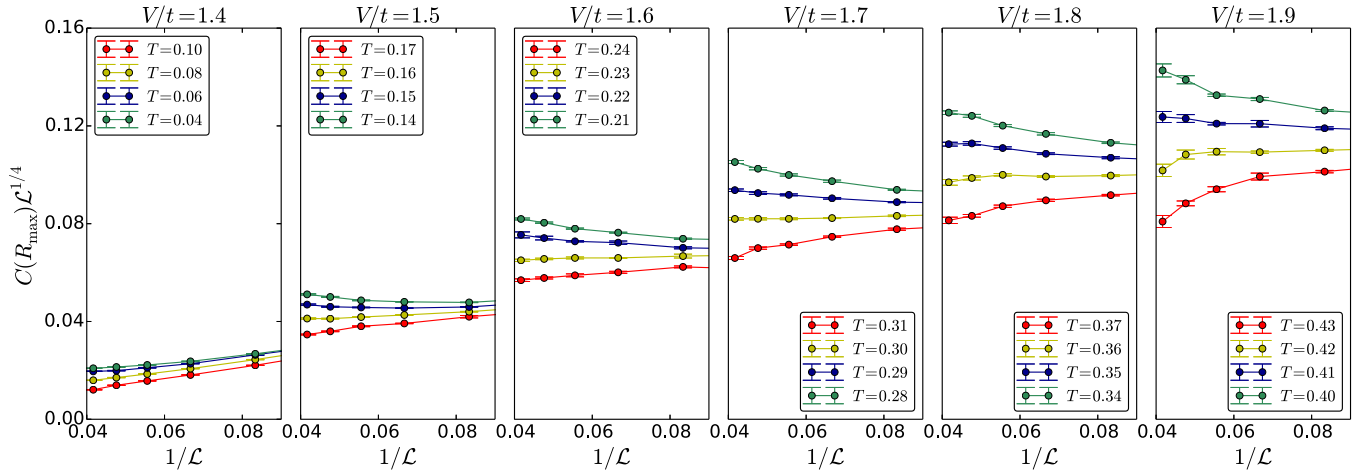 V/t=1.4 V/t=1.5 V/t=1.6 V/t=1.7 V/t=1.8 V/t=1.9
C(R_max)ℒ^1/4
0.16
0.12
0.08
0.04
0.00
T=0.10
T=0.08
T=0.06
T=0.04
T=0.17
T=0.16
T=0.15
T=0.14
T=0.24
T=0.23
T=0.22
T=0.21
T=0.31
T=0.30
T=0.29
T=0.28
T=0.37
T=0.36
T=0.35
T=0.34
T=0.43
T=0.42
T=0.41
T=0.40
0.04 0.06 0.08 0.04 0.06 0.08 0.04 0.06 0.08 0.04 0.06 0.08 0.04 0.06 0.08 0.04 0.06 0.08
1/ℒ 1/ℒ 1/ℒ 1/ℒ 1/ℒ 1/ℒ